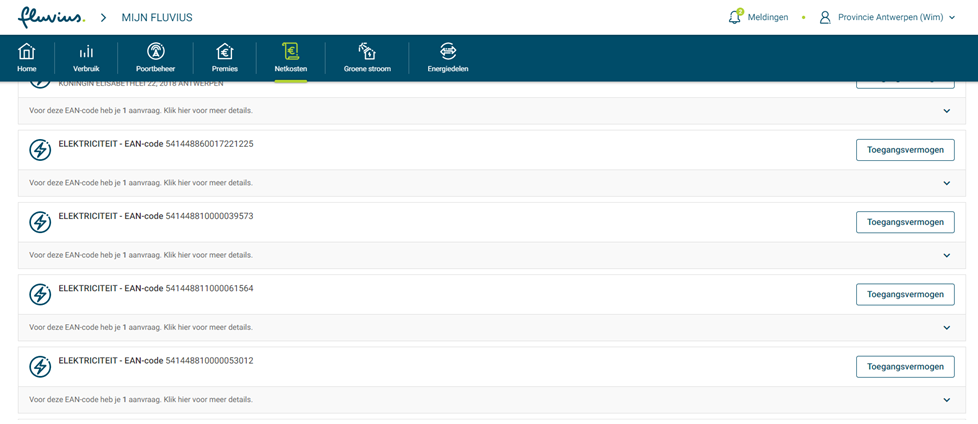 fluvius. MIJN FLUVIUS 2 Meldingen Provincie Antwerpen (Wim)
Home Verbruik Poortbeheer Premies Netkosten Groene stroom Energiedelen
KONINGIN ELISABETHLEI 22, 2018 ANTWERPEN Toegangsvermogen
Voor deze EAN-code heb je 1 aanvraag. Klik hier voor meer details.
ELEKTRICITEIT - EAN-code 541448860017221225 Toegangsvermogen
Voor deze EAN-code heb je 1 aanvraag. Klik hier voor meer details.
ELEKTRICITEIT - EAN-code 541448810000039573 Toegangsvermogen
Voor deze EAN-code heb je 1 aanvraag. Klik hier voor meer details.
ELEKTRICITEIT - EAN-code 541448811000061564 Toegangsvermogen
Voor deze EAN-code heb je 1 aanvraag. Klik hier voor meer details.
ELEKTRICITEIT - EAN-code 541448810000053012 Toegangsvermogen
Voor deze EAN-code heb je 1 aanvraag. Klik hier voor meer details.